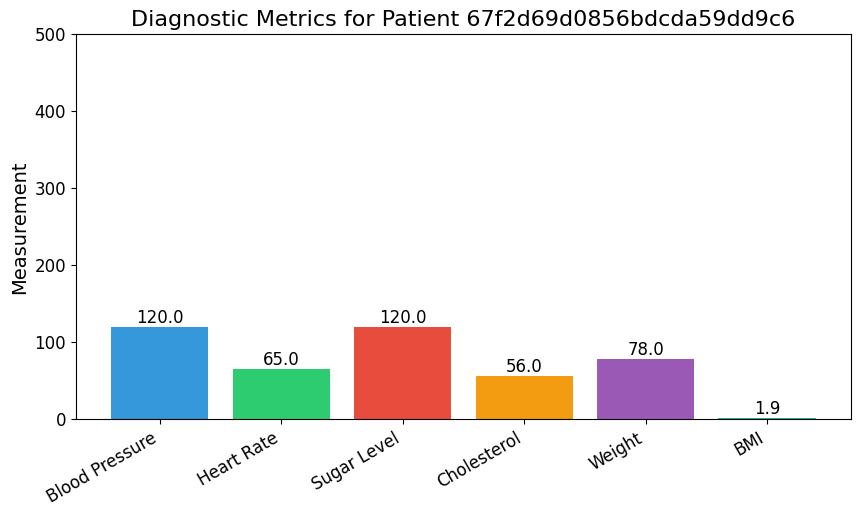 Diagnostic Metrics for Patient 67f2d69d0856bdcda59dd9c6
Measurement
500
400
300
200
100
0
120.0
65.0
120.0
56.0
78.0
1.9
Blood Pressure
Heart Rate
Sugar Level
Cholesterol
Weight
BMI